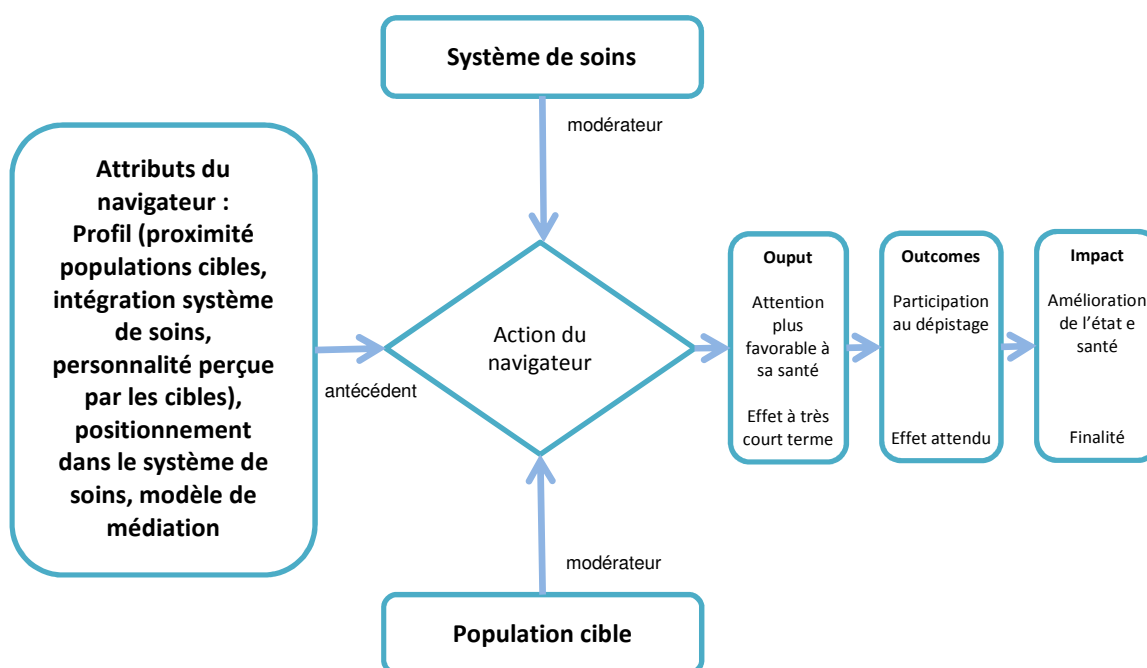 Système de soins
modérateur
Attributs du
navigateur :
Profil (proximité
populations cibles,
intégration système
de soins,
personnalité perçue
par les cibles),
positionnement
dans le système de
soins, modèle de
médiation
antécédent
Action du
navigateur
Ouput
Attention
plus
favorable à
sa santé
Effet à très
court terme
Outcomes
Participation
au dépistage
Effet attendu
Impact
Amélioration
de l’état e
santé
Finalité
modérateur
Population cible